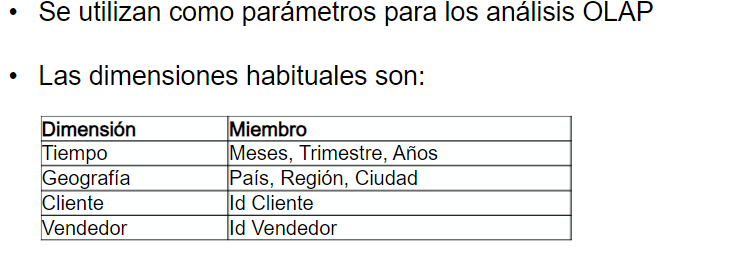 • Se utilizan como parámetros para los análisis OLAP
• Las dimensiones habituales son:
Dimensión Miembro
Tiempo Meses, Trimestre, Años
Geografía País, Región, Ciudad
Cliente Id Cliente
Vendedor Id Vendedor